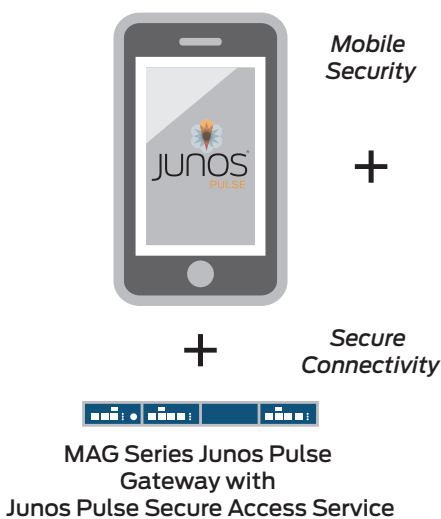 Mobile
Security
JUNOS®
PULSE
+
+
Secure
Connectivity
MAG Series Junos Pulse
Gateway with
Junos Pulse Secure Access Service